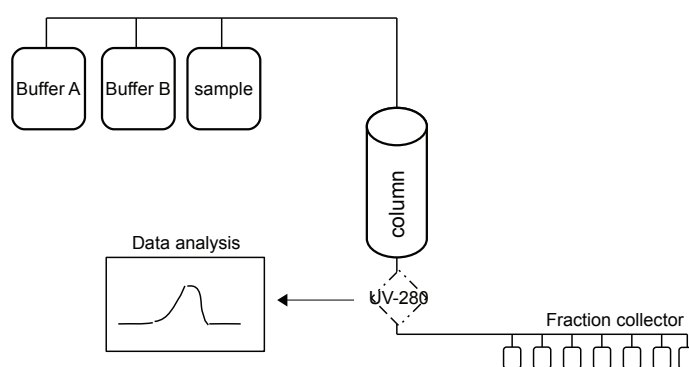 Buffer A
Buffer B
sample
column
Data analysis
UV-280
Fraction collector